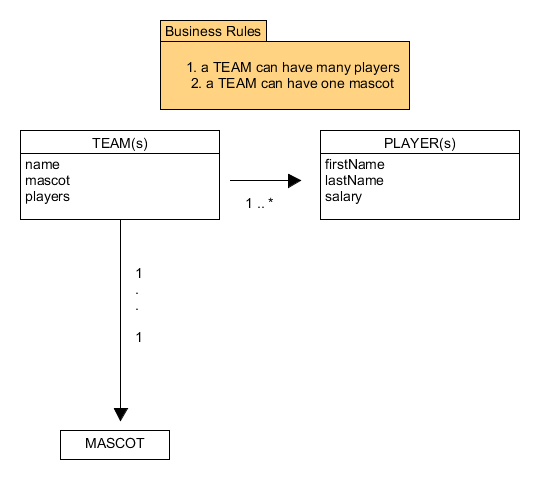 Business Rules
1. a TEAM can have many players
2. a TEAM can have one mascot
TEAM(s)
name
mascot
players
1 .. *
PLAYER(s)
firstName
lastName
salary
1
.
.
1
MASCOT